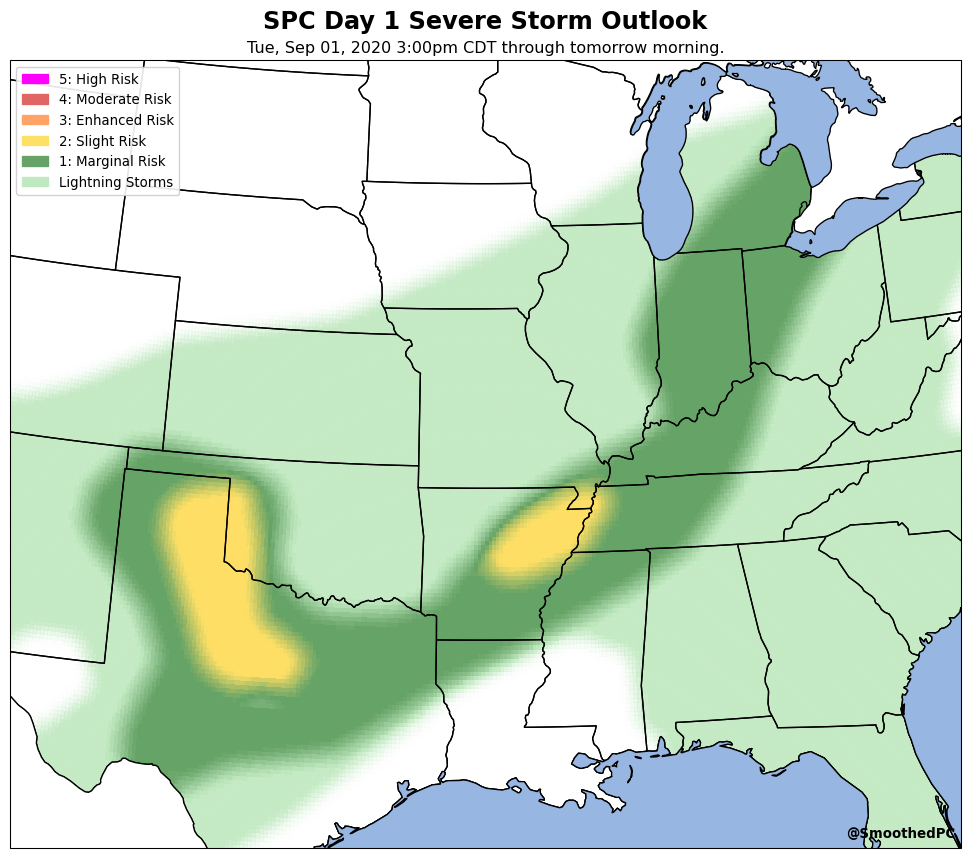 SPC Day 1 Severe Storm Outlook
Tue, Sep 01, 2020 3:00pm CDT through tomorrow morning.
5: High Risk
4: Moderate Risk
3: Enhanced Risk
2: Slight Risk
1: Marginal Risk
Lightning Storms
@SmoothedPC